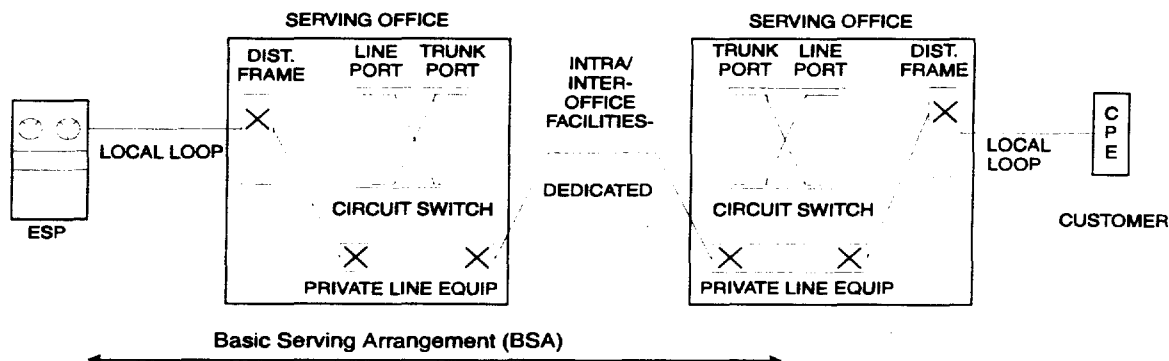 SERVING OFFICE
DIST.
FRAME
LINE
PORT
TRUNK
PORT
LOCAL LOOP
ESP
CIRCUIT SWITCH
PRIVATE LINE EQUIP
INTRA/
INTER-
OFFICE
FACILITIES-
DEDICATED
SERVING OFFICE
TRUNK
PORT
LINE
PORT
DIST.
FRAME
CIRCUIT SWITCH
PRIVATE LINE EQUIP
LOCAL
LOOP
CPE
CUSTOMER
Basic Serving Arrangement (BSA)